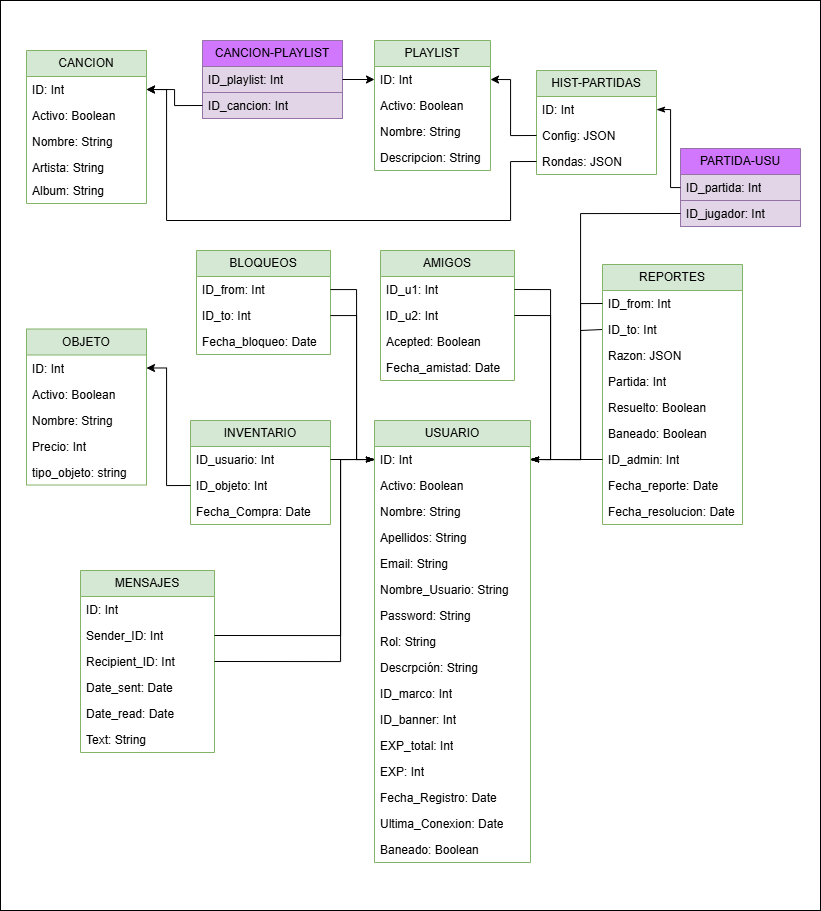 CANCION
ID: Int
Activo: Boolean
Nombre: String
Artista: String
Album: String
CANCION-PLAYLIST
ID_playlist: Int
ID_cancion: Int
PLAYLIST
ID: Int
Activo: Boolean
Nombre: String
Descripcion: String
HIST-PARTIDAS
ID: Int
Config: JSON
Rondas: JSON
PARTIDA-USU
ID_partida: Int
ID_jugador: Int
BLOQUEOS
ID_from: Int
ID_to: Int
Fecha_bloqueo: Date
AMIGOS
ID_u1: Int
ID_u2: Int
Acepted: Boolean
Fecha_amistad: Date
REPORTES
ID_from: Int
ID_to: Int
Razon: JSON
Partida: Int
Resuelto: Boolean
Baneado: Boolean
ID_admin: Int
Fecha_reporte: Date
Fecha_resolucion: Date
OBJETO
ID: Int
Activo: Boolean
Nombre: String
Precio: Int
tipo_objeto: string
INVENTARIO
ID_usuario: Int
ID_objeto: Int
Fecha_Compra: Date
USUARIO
ID: Int
Activo: Boolean
Nombre: String
Apellidos: String
Email: String
Nombre_Usuario: String
Password: String
Rol: String
Descrpción: String
ID_marco: Int
ID_banner: Int
EXP_total: Int
EXP: Int
Fecha_Registro: Date
Ultima_Conexion: Date
Baneado: Boolean
MENSAJES
ID: Int
Sender_ID: Int
Recipient_ID: Int
Date_sent: Date
Date_read: Date
Text: String